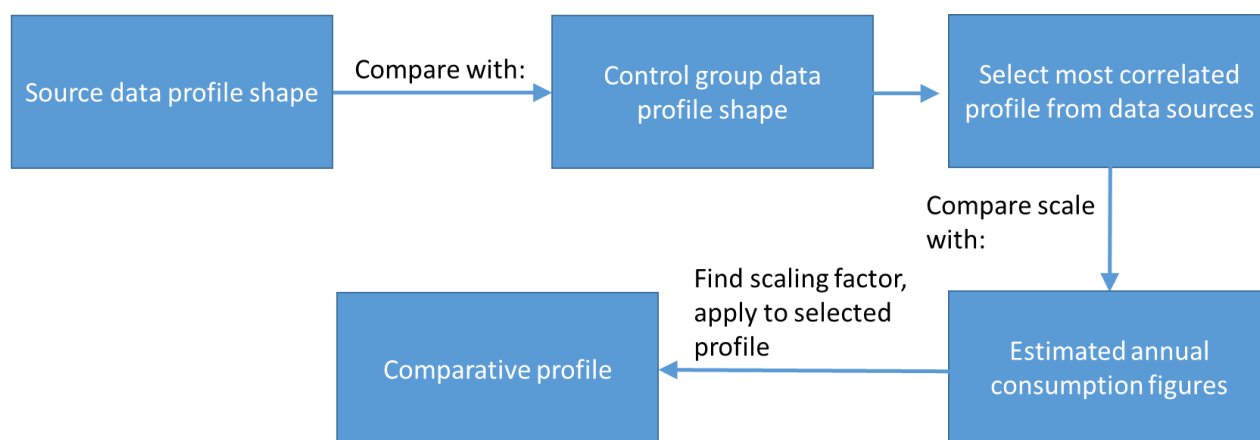 Source data profile shape
Compare with:
Control group data
profile shape
Select most correlated
profile from data sources
Compare scale
with:
Estimated annual
consumption figures
Find scaling factor,
apply to selected
profile
Comparative profile